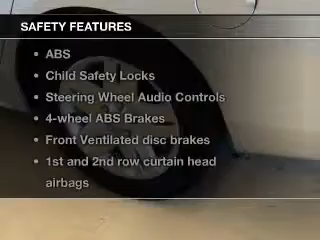 SAFETY FEATURES
• ABS
• Child Safety Locks
• Steering Wheel Audio Controls
• 4-wheel ABS Brakes
• Front Ventilated disc brakes
• 1st and 2nd row curtain head
airbags